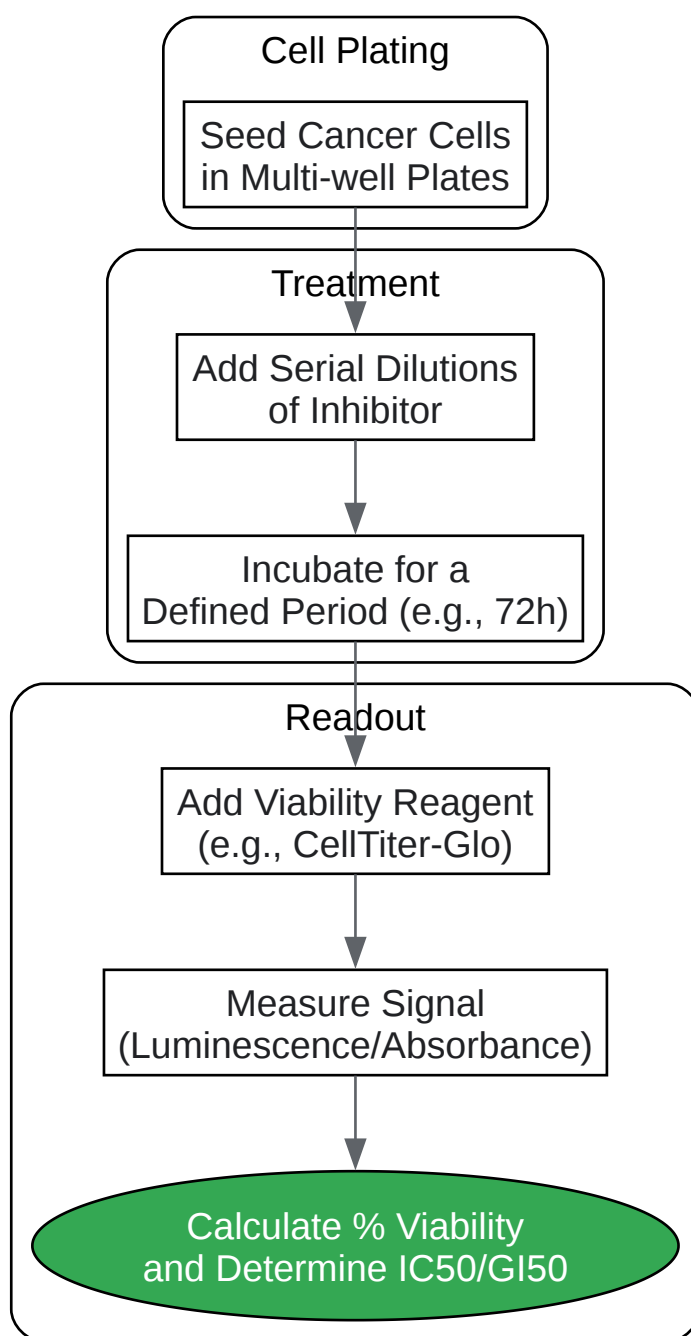 Cell Plating
Seed Cancer Cells
in Multi-well Plates
Treatment
Add Serial Dilutions
of Inhibitor
Incubate for a
Defined Period (e.g., 72h)
Readout
Add Viability Reagent
(e.g., CellTiter-Glo)
Measure Signal
(Luminescence/Absorbance)
Calculate % Viability
and Determine IC50/GI50